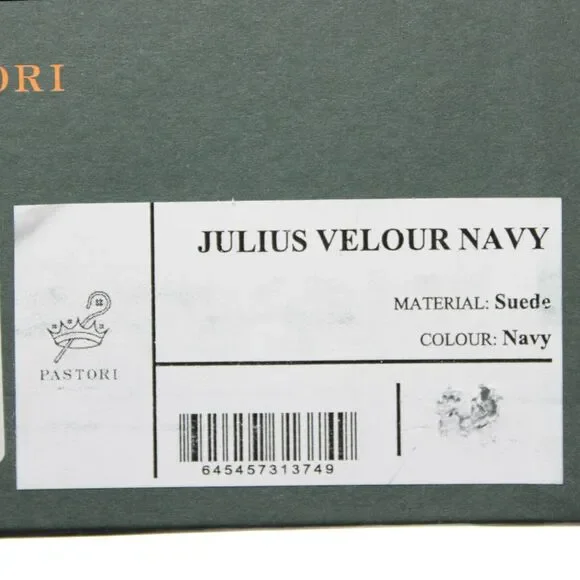 ORI
JULIUS VELOUR NAVY
MATERIAL: Suede
COLOUR: Navy
PASTORI
645457313749